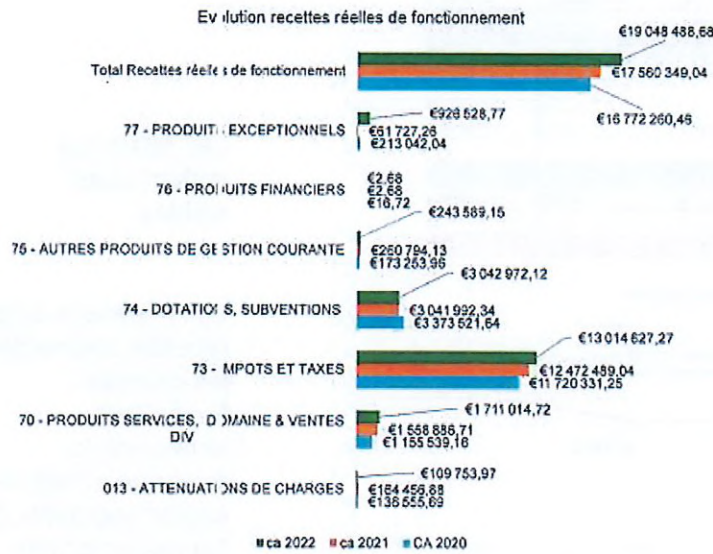 Evolution recettes réelles de fonctionnement
€19 048 488,68
Total Recettes réelles de fonctionnement
€17 560 349,04
€16 772 260,46
€926 528,77
77 - PRODUITS EXCEPTIONNELS
€61 727,26
€213 042,04
76 - PRODUITS FINANCIERS
€2,68
€2,68
€16,72
€243 589,15
75 - AUTRES PRODUITS DE GESTION COURANTE
€260 794,13
€173 253,96
€3 042 972,12
74 - DOTATIONS, SUBVENTIONS
€3 041 992,34
€3 373 521,64
€13 014 627,27
73 - IMPOTS ET TAXES
€12 472 489,04
€11 720 331,25
€1 711 014,72
70 - PRODUITS SERVICES, DOMAINE & VENTES
DIV
€1 558 886,71
€1 155 539,16
€109 753,97
013 - ATTENUATIONS DE CHARGES
€164 456,88
€136 555,69
ca 2022 ca 2021 CA 2020